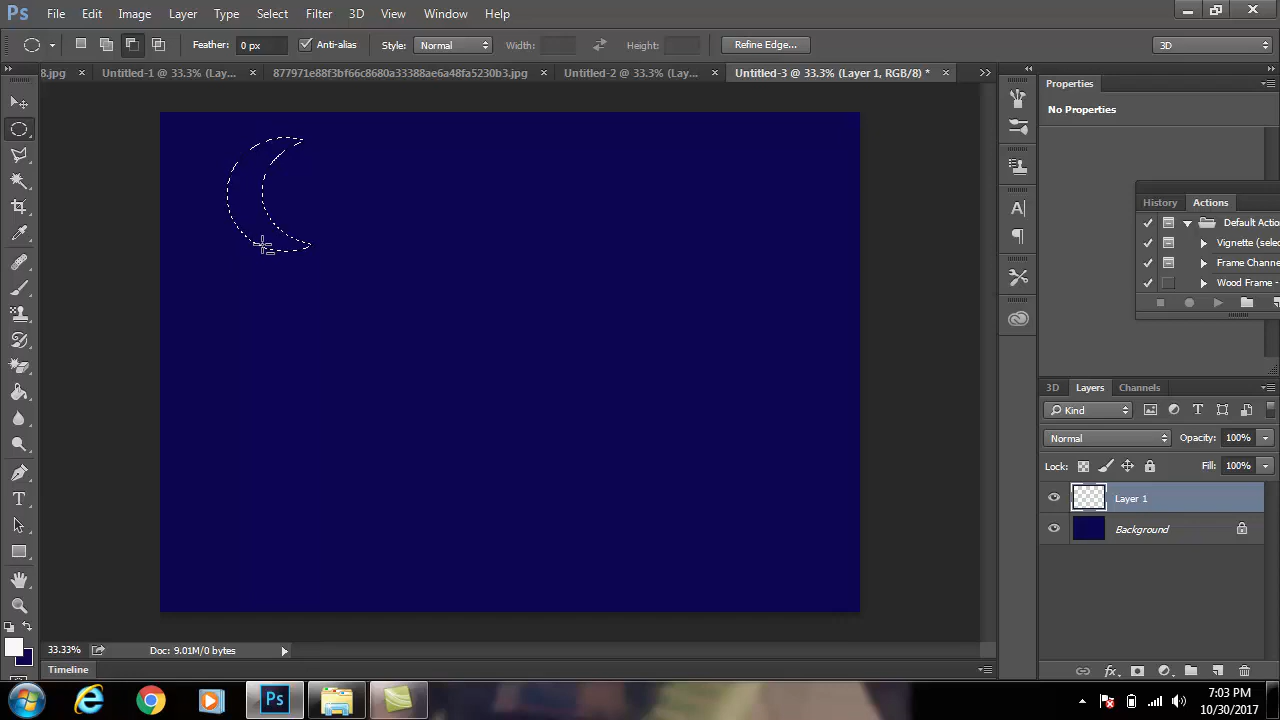 Ps File Edit Image Layer Type Select Filter 3D View Window Help
Feather: 0 px Anti-alias Style: Normal Width: Height: Refine Edge... 3D
8.jpg × Untitled-1 @ 33.3% (Lay... × 877971e88f3bf66c8680a33388ae6a48fa5230b3.jpg × Untitled-2 @ 33.3% (Lay... × Untitled-3 @ 33.3% (Layer 1, RGB/8) * ×
Properties
No Properties
History Actions
Default Actio
Vignette (selec
Frame Channe
Wood Frame -
3D Layers Channels
Kind
Normal Opacity: 100%
Lock: Fill: 100%
Layer 1
Background
33.33% Doc: 9.01M/0 bytes
Timeline
Ps
7:03 PM
10/30/2017